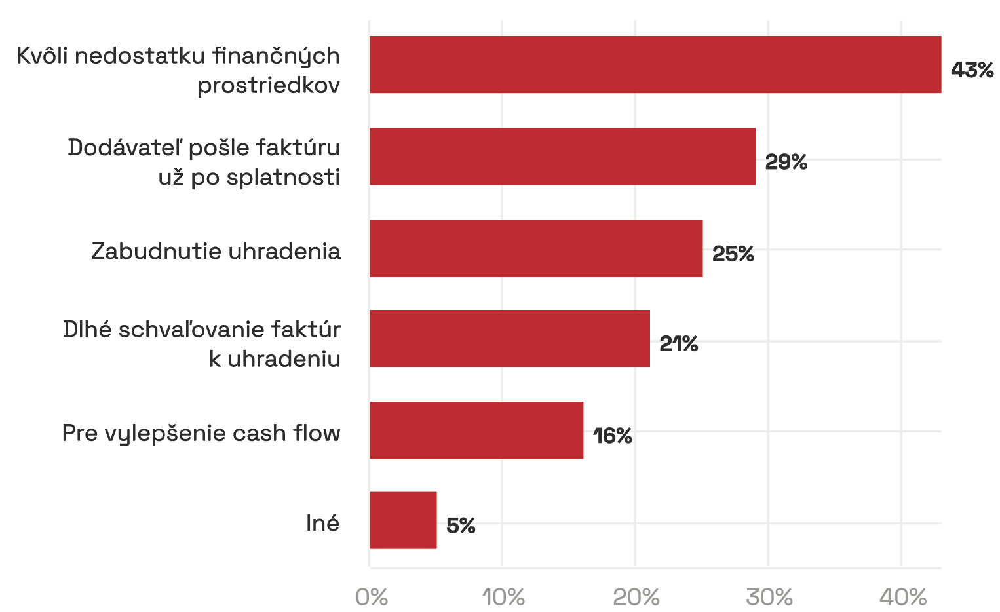 Kvôli nedostatku finančných
prostriedkov
43%
Dodávateľ pošle faktúru
už po splatnosti
29%
Zabudnutie uhradenia
25%
Dlhé schvaľovanie faktúr
k uhradeniu
21%
Pre vylepšenie cash flow
16%
Iné
5%
0% 10% 20% 30% 40%